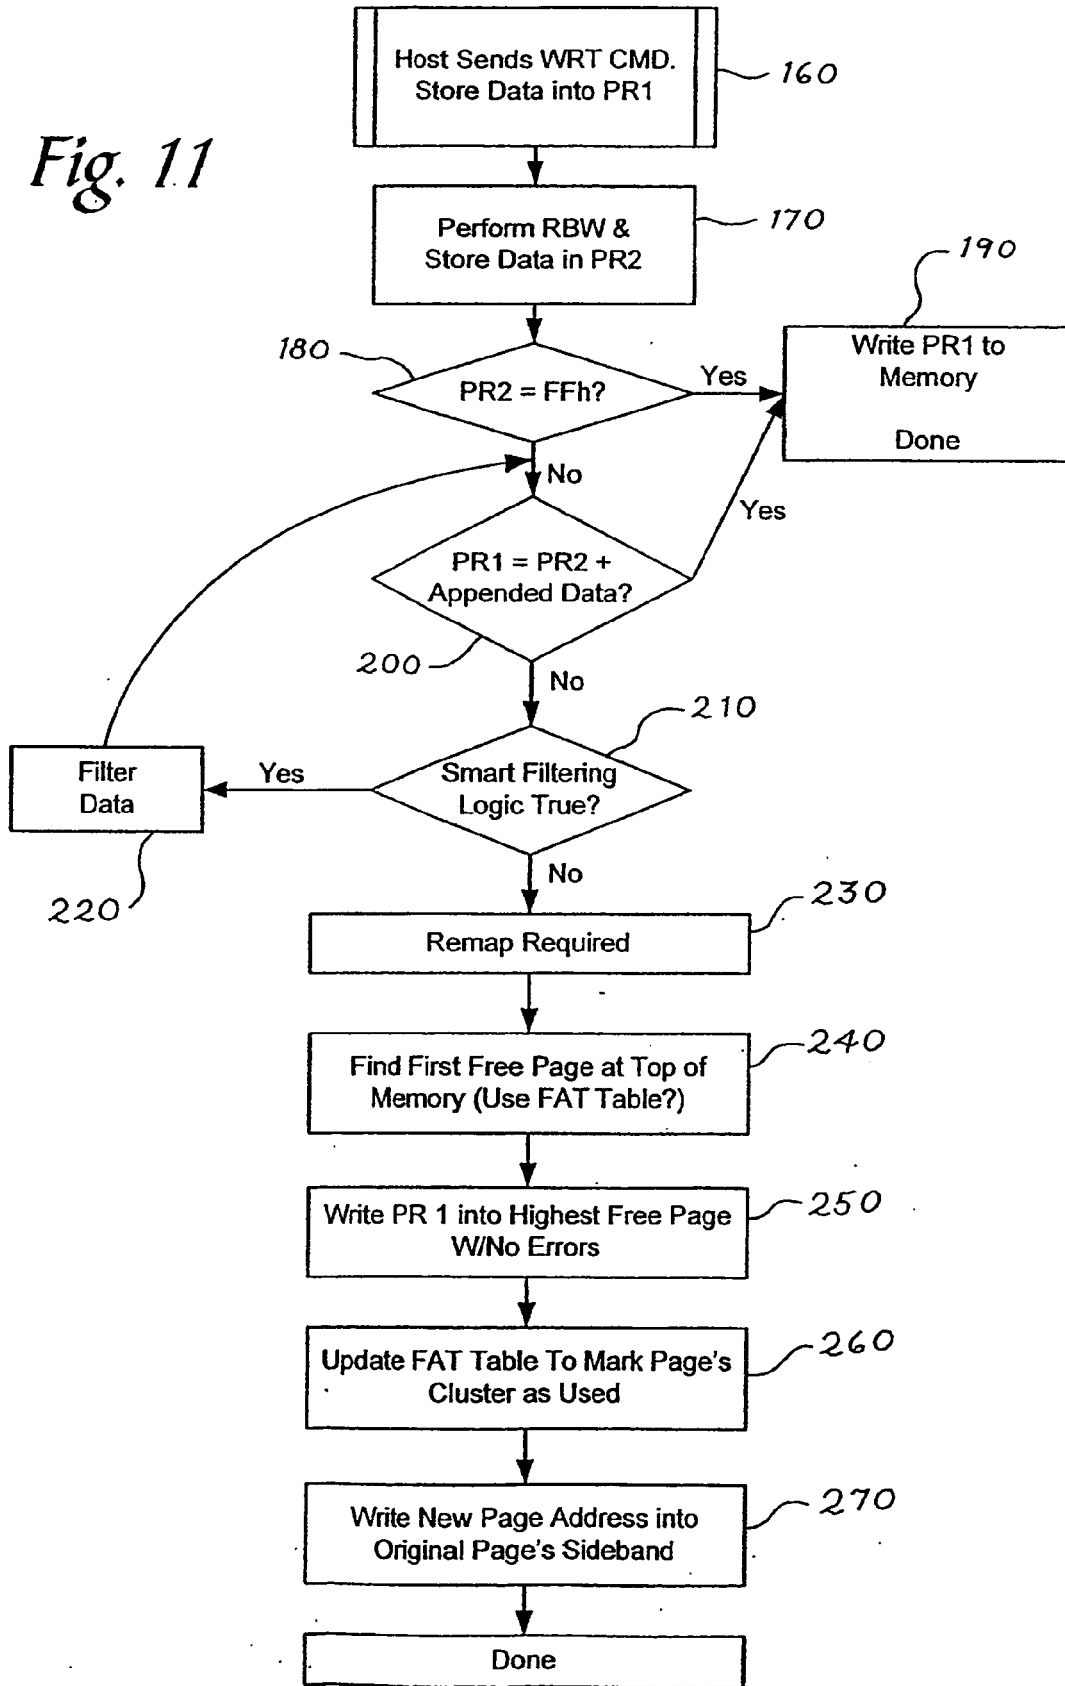 Fig. 11
Host Sends WRT CMD.
Store Data into PR1
160
Perform RBW &
Store Data in PR2
170
180
PR2 = FFh?
Yes
190
Write PR1 to
Memory
Done
No
PR1 = PR2 +
Appended Data?
Yes
200
No
210
Smart Filtering
Logic True?
Yes
Filter
Data
220
No
230
Remap Required
240
Find First Free Page at Top of
Memory (Use FAT Table?)
250
Write PR 1 into Highest Free Page
W/No Errors
260
Update FAT Table To Mark Page's
Cluster as Used
270
Write New Page Address into
Original Page's Sideband
Done